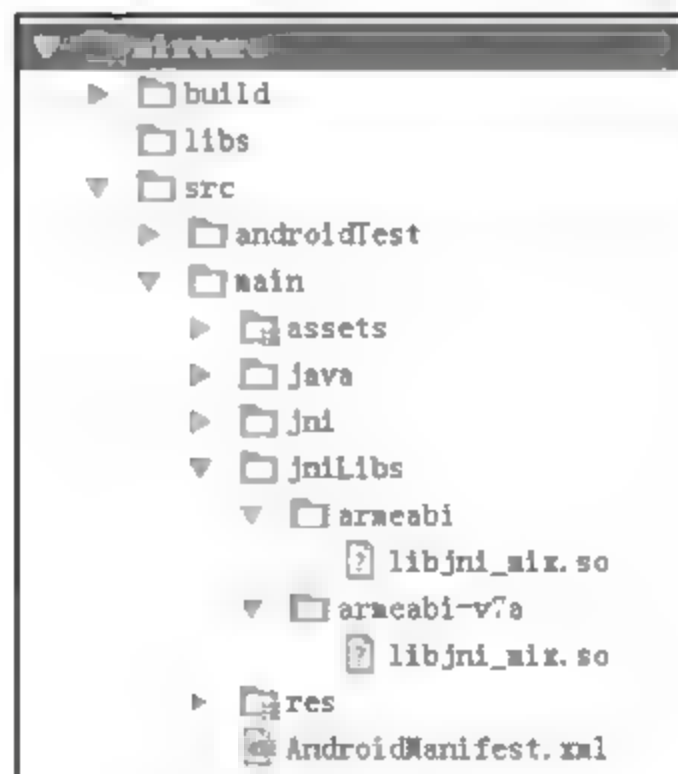 mixture
build
libs
src
androidTest
main
assets
java
jni
jniLibs
armeabi
libjni_mix.so
armeabi-v7a
libjni_mix.so
res
AndroidManifest.xml